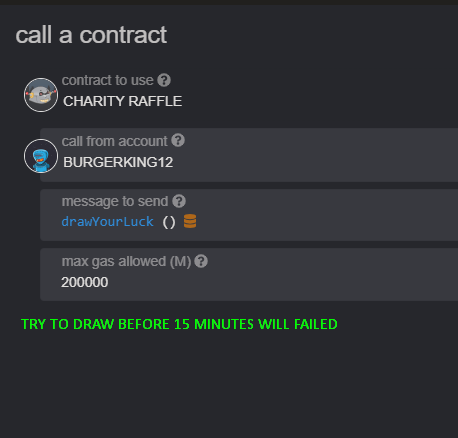 call a contract
contract to use ?
CHARITY RAFFLE
call from account ?
BURGERKING12
message to send ?
drawYourLuck ()
max gas allowed (M) ?
200000
TRY TO DRAW BEFORE 15 MINUTES WILL FAILED